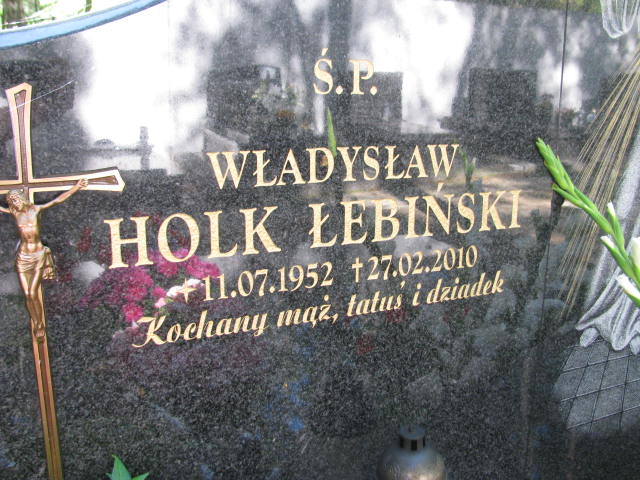 Ś.P.
WŁADYSŁAW
HOLK ŁEBIŃSKI
*11.07.1952 †27.02.2010
Kochany mąż, tatuś i dziadek